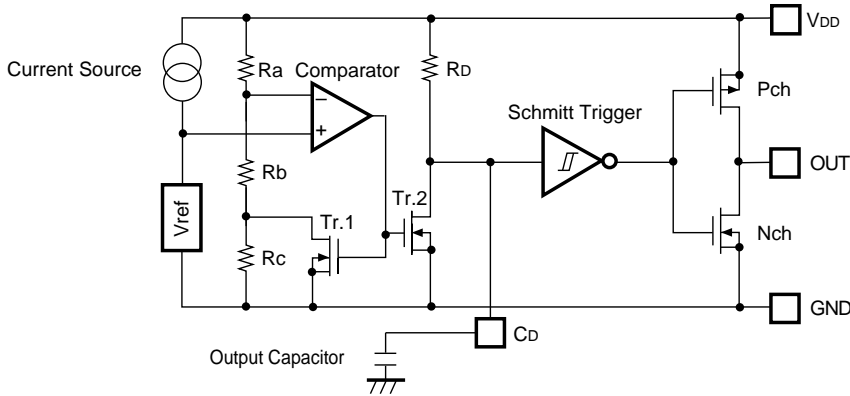 VDD
Current Source
Ra
Comparator
RD
Pch
Schmitt Trigger
−
+
OUT
Rb
Vref
Tr.1
Tr.2
Nch
Rc
GND
CD
Output Capacitor